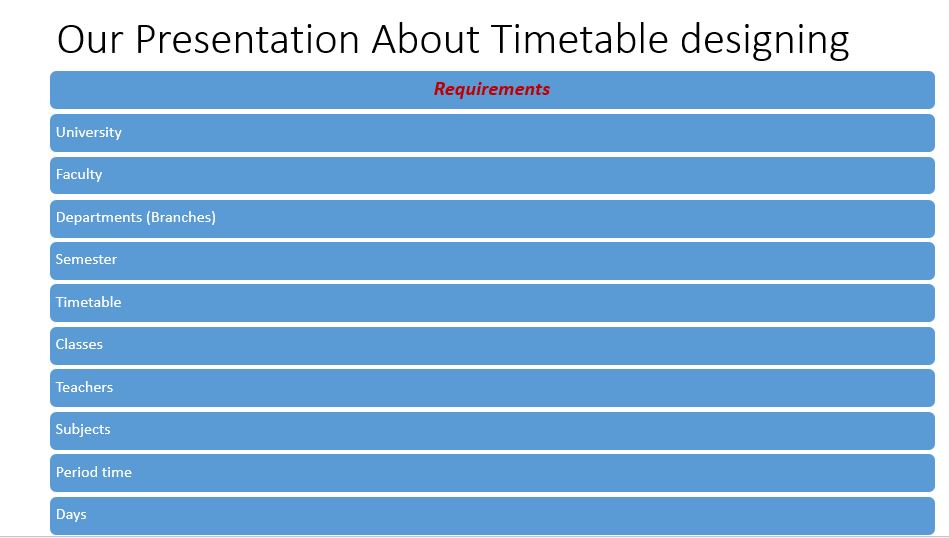 Our Presentation About Timetable designing
Requirements
University
Faculty
Departments (Branches)
Semester
Timetable
Classes
Teachers
Subjects
Period time
Days